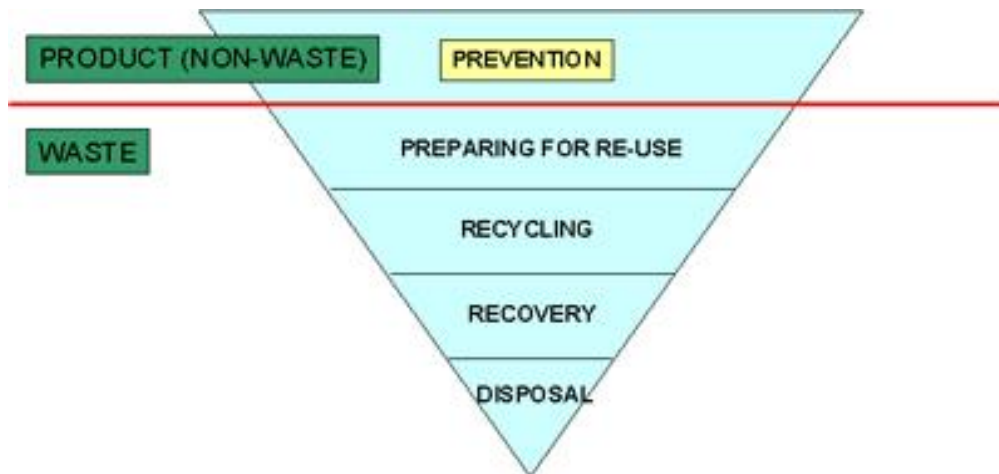 PRODUCT (NON-WASTE)
PREVENTION
WASTE
PREPARING FOR RE-USE
RECYCLING
RECOVERY
DISPOSAL